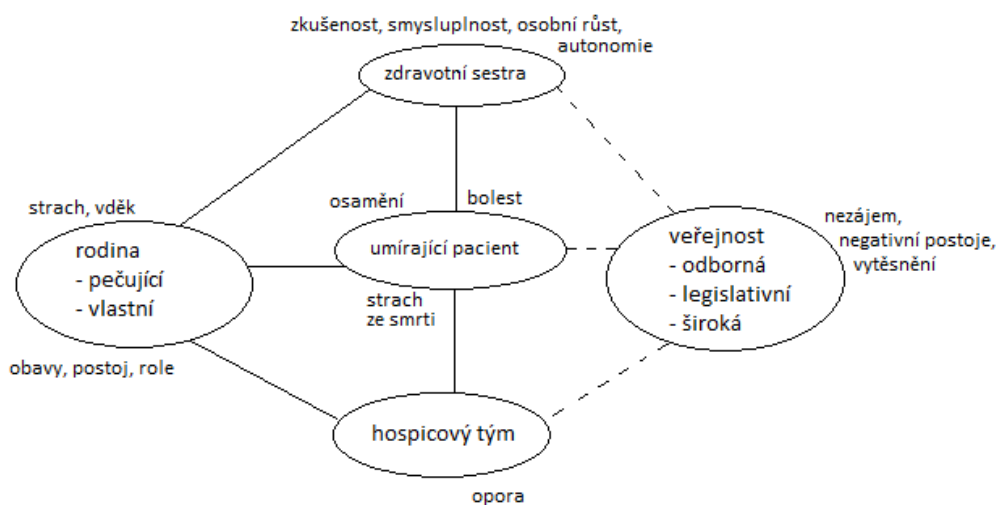 zkušenost, smysluplnost, osobní růst,
autonomie
zdravotní sestra
strach, vděk
osamění
bolest
rodina
- pečující
- vlastní
umírající pacient
veřejnost
- odborná
- legislativní
- široká
nezájem,
negativní postoje,
vytěsnění
strach
ze smrti
obavy, postoj, role
hospicový tým
opora